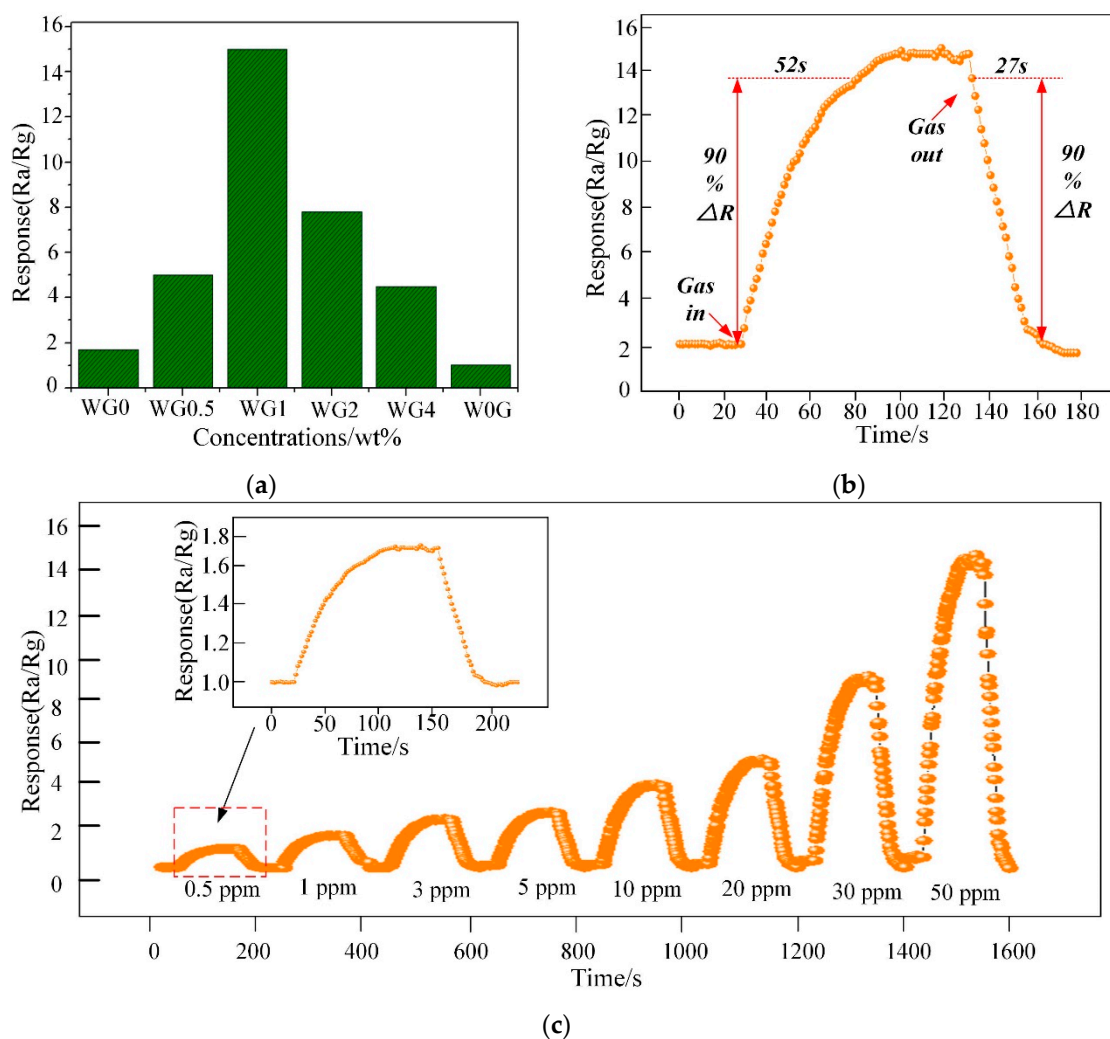 16
14
12
10
8
6
4
2
0
Response(Ra/Rg)
WG0 WG0.5 WG1 WG2 WG4 W0G
Concentrations/wt%
(a)
16
14
12
10
8
6
4
2
0
Response(Ra/Rg)
52s
27s
Gas
out
90
%
△R
90
%
△R
Gas
in
0 20 40 60 80 100 120 140 160 180
Time/s
(b)
16
14
12
10
8
6
4
2
0
Response(Ra/Rg)
1.8
1.6
1.4
1.2
1.0
Response(Ra/Rg)
0 50 100 150 200
Time/s
0.5 ppm 1 ppm 3 ppm 5 ppm 10 ppm 20 ppm 30 ppm 50 ppm
0 200 400 600 800 1000 1200 1400 1600
Time/s
(c)